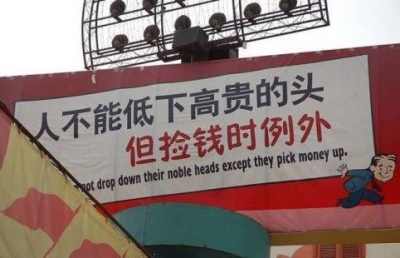 人不能低下高贵的头
但捡钱时例外
not drop down their noble heads except they pick money up.